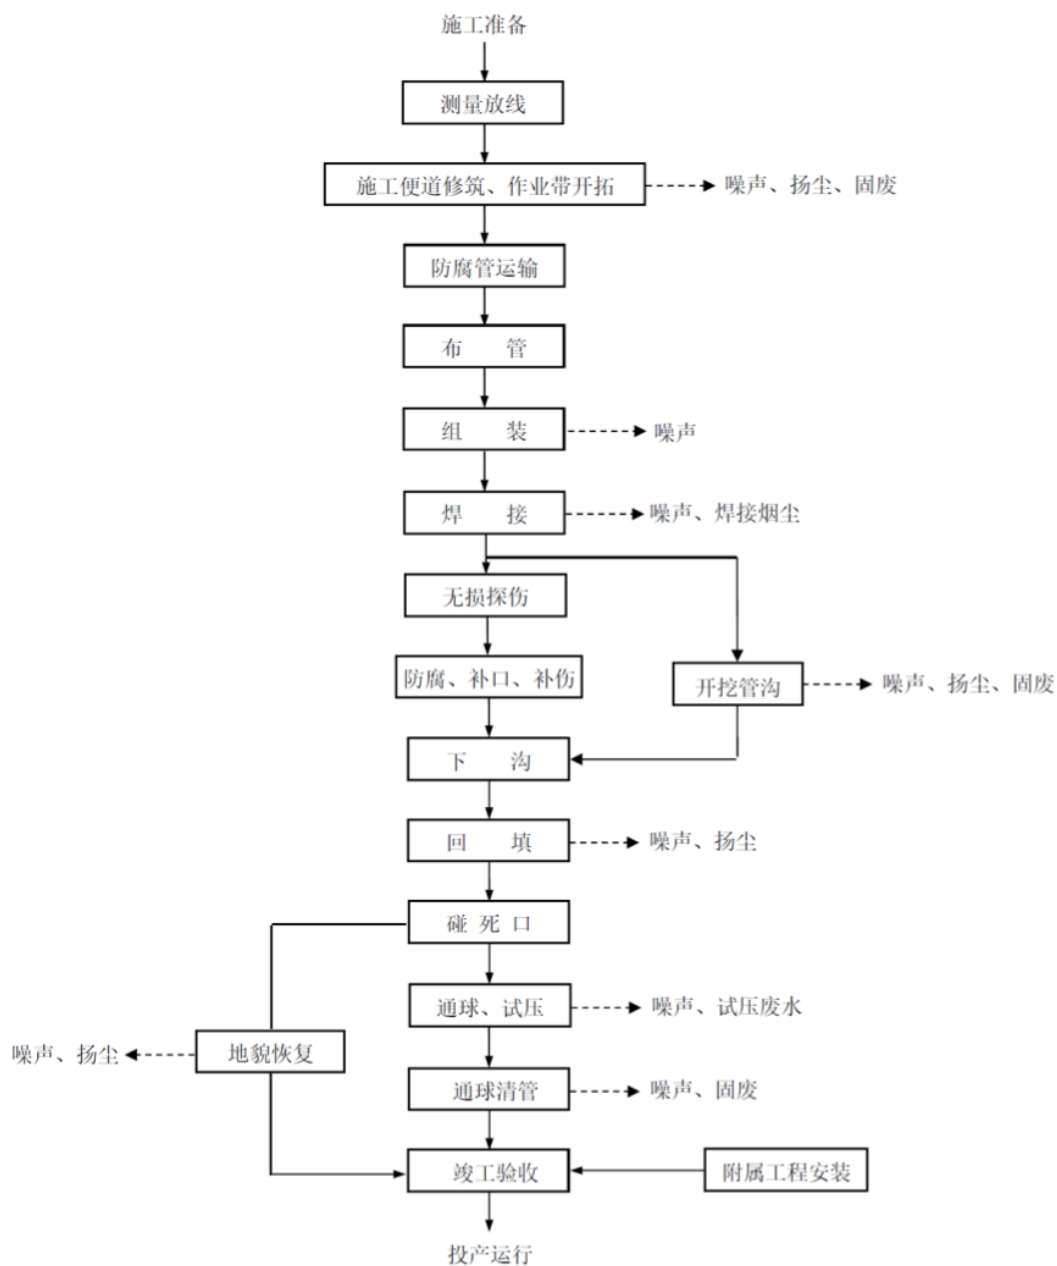 施工准备
测量放线
施工便道修筑、作业带开拓
噪声、扬尘、固废
防腐管运输
布 管
组 装
噪声
焊 接
噪声、焊接烟尘
无损探伤
防腐、补口、补伤
开挖管沟
噪声、扬尘、固废
下 沟
回 填
噪声、扬尘
碰死口
通球、试压
噪声、试压废水
噪声、扬尘
地貌恢复
通球清管
噪声、固废
竣工验收
附属工程安装
投产运行